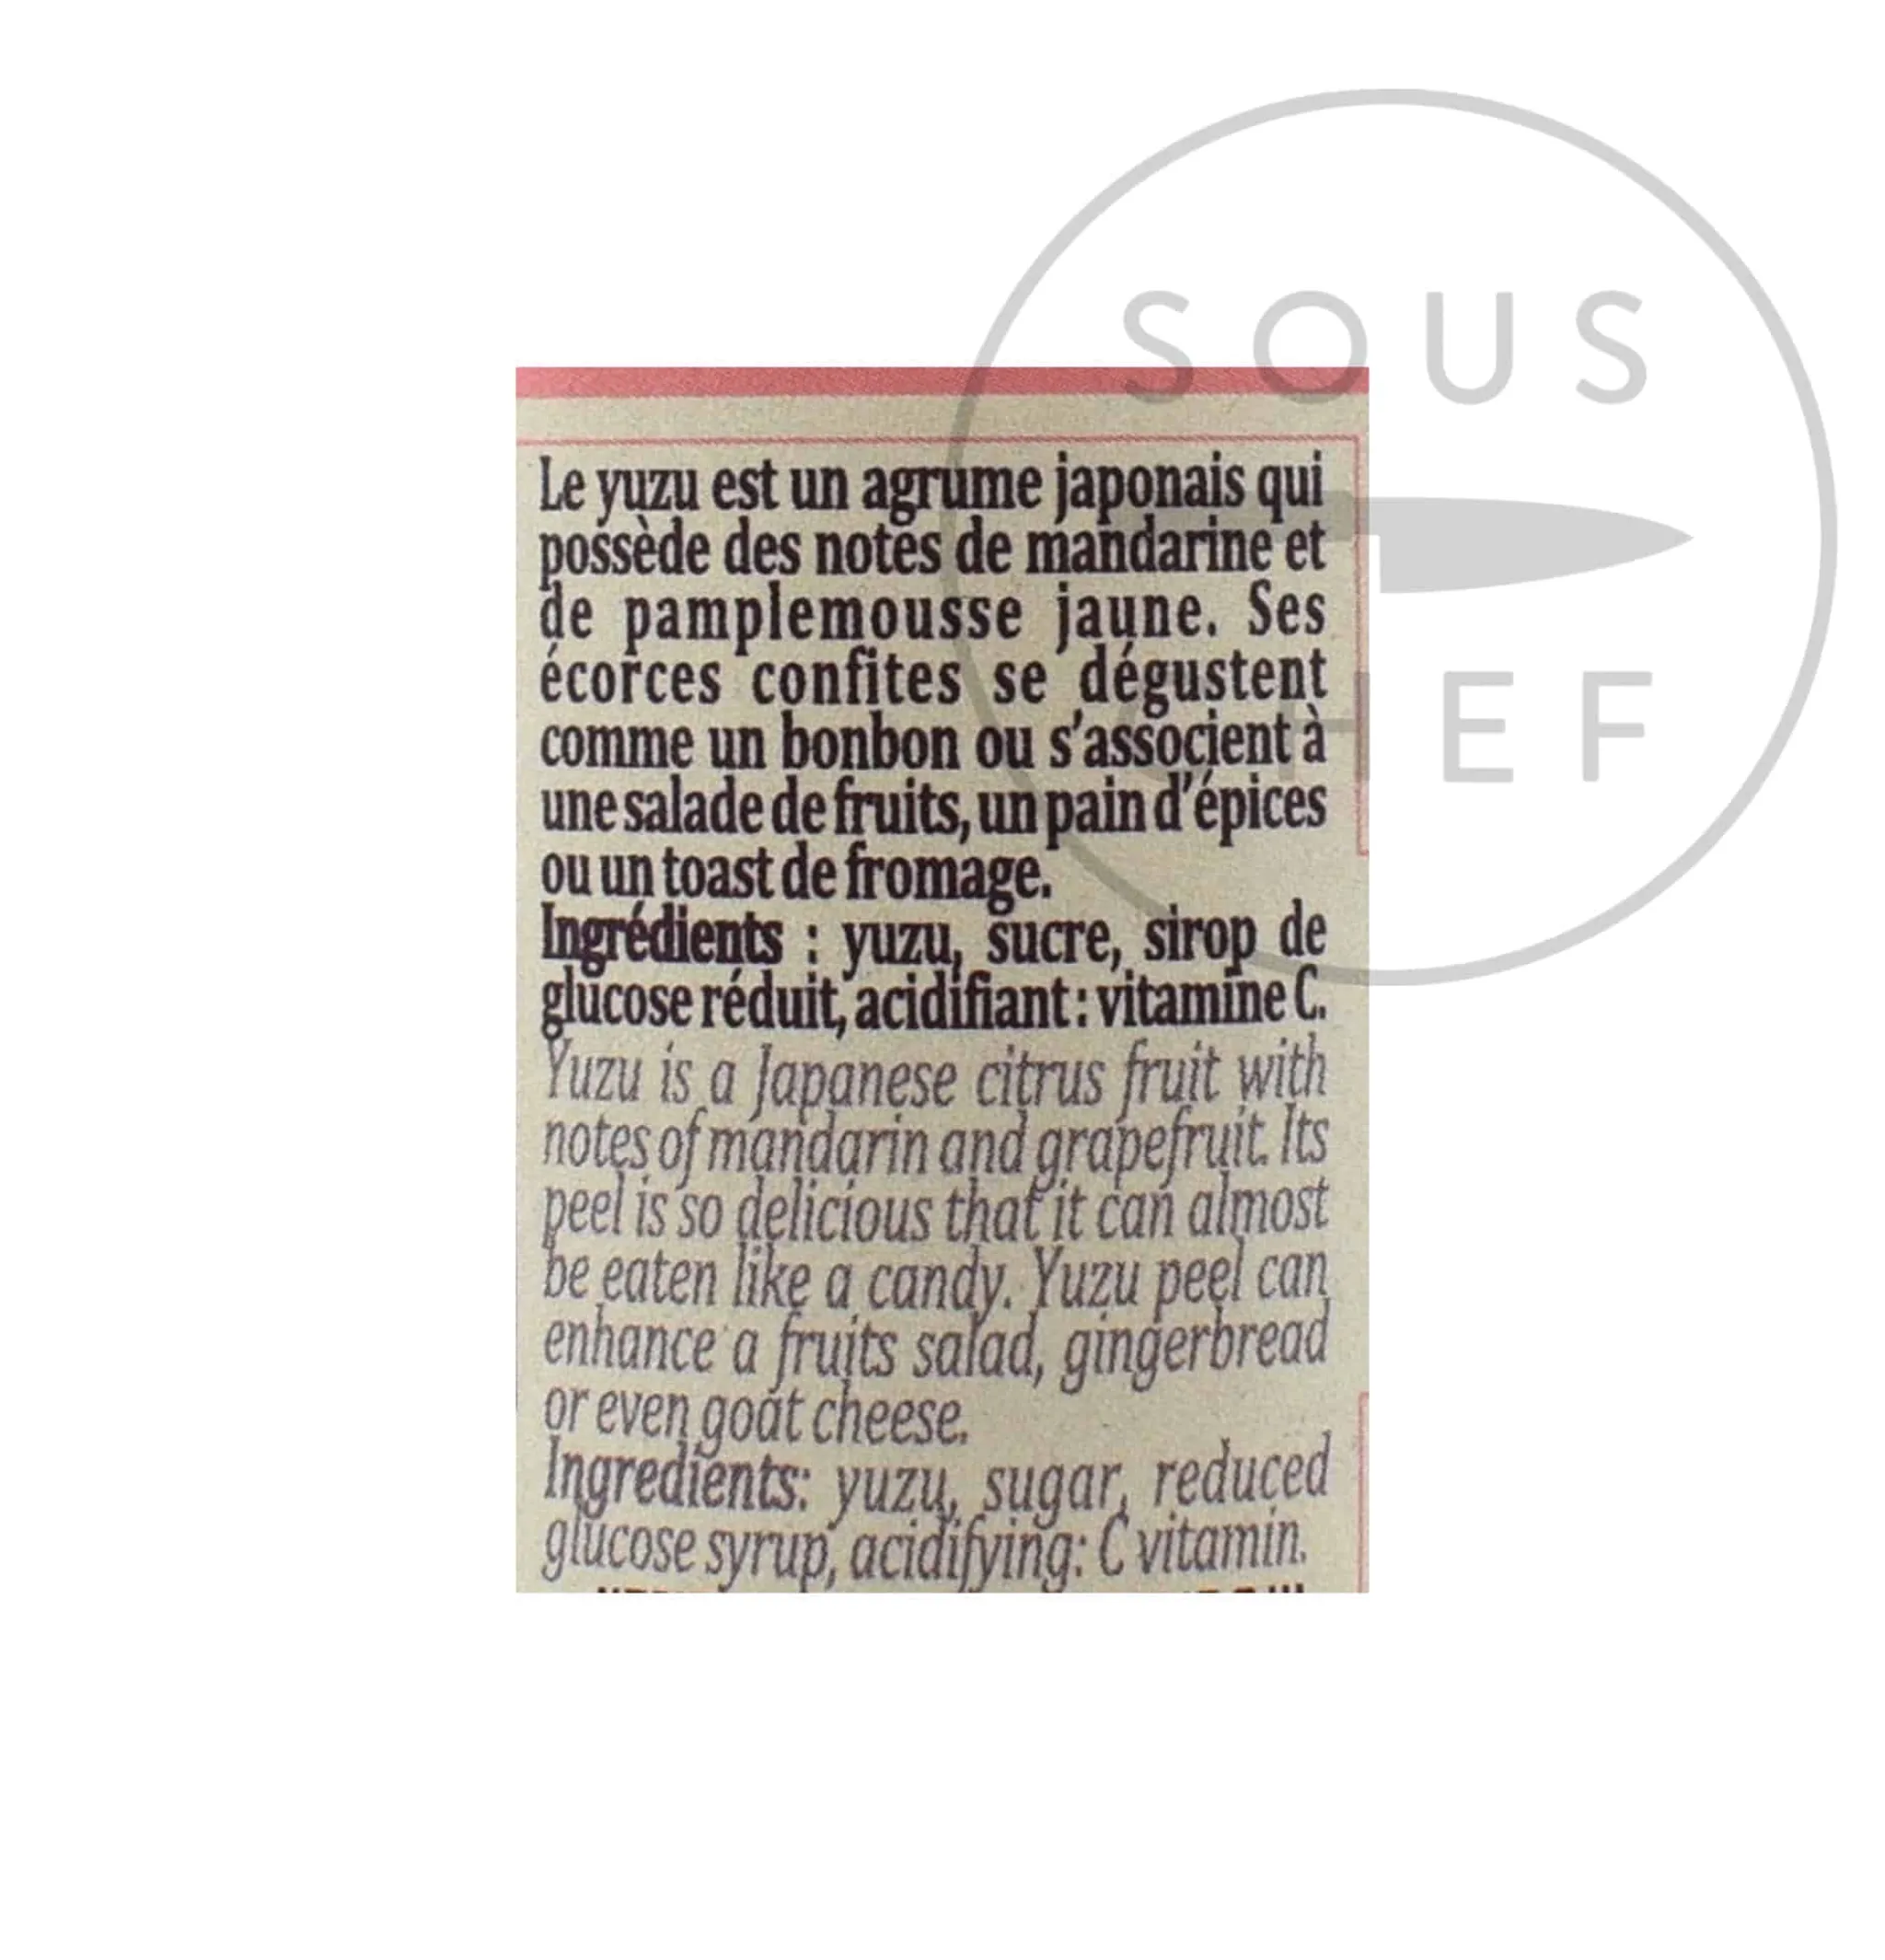 SOUS
CHEF
Le yuzu est un agrume japonais qui
possède des notes de mandarine et
de pamplemousse jaune. Ses
écorces confites se dégustent
comme un bonbon ou s'associent à
une salade de fruits, un pain d'épices
ou un toast de fromage.
Ingrédients : yuzu, sucre, sirop de
glucose réduit, acidifiant : vitamine C.
Yuzu is a Japanese citrus fruit with
notes of mandarin and grapefruit. Its
peel is so delicious that it can almost
be eaten like a candy. Yuzu peel can
enhance a fruits salad, gingerbread
or even goat cheese.
Ingredients: yuzu, sugar, reduced
glucose syrup, acidifying: C vitamin.